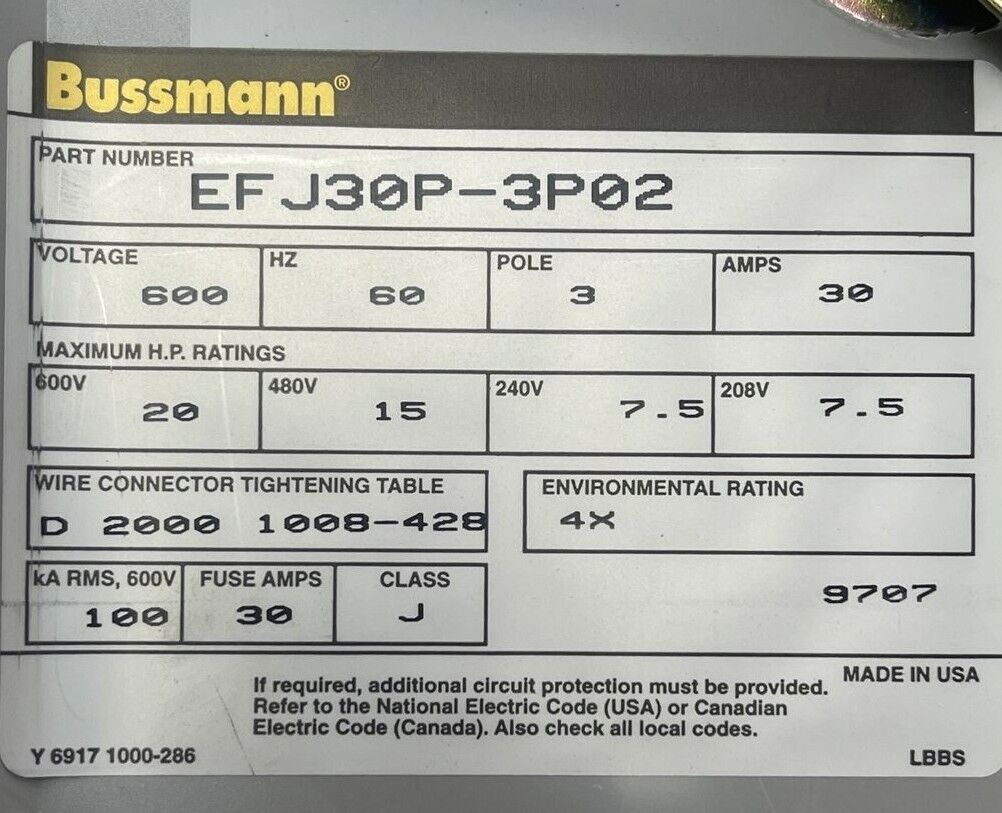 Bussmann®
PART NUMBER
EFJ30P-3P02
VOLTAGE HZ POLE AMPS
600 60 3 30
MAXIMUM H.P. RATINGS
600V 480V 240V 208V
20 15 7.5 7.5
WIRE CONNECTOR TIGHTENING TABLE ENVIRONMENTAL RATING
D 2000 1008-428 4X
kA RMS, 600V FUSE AMPS CLASS
100 30 J 9707
MADE IN USA
If required, additional circuit protection must be provided.
Refer to the National Electric Code (USA) or Canadian
Electric Code (Canada). Also check all local codes.
Y 6917 1000-286 LBBS